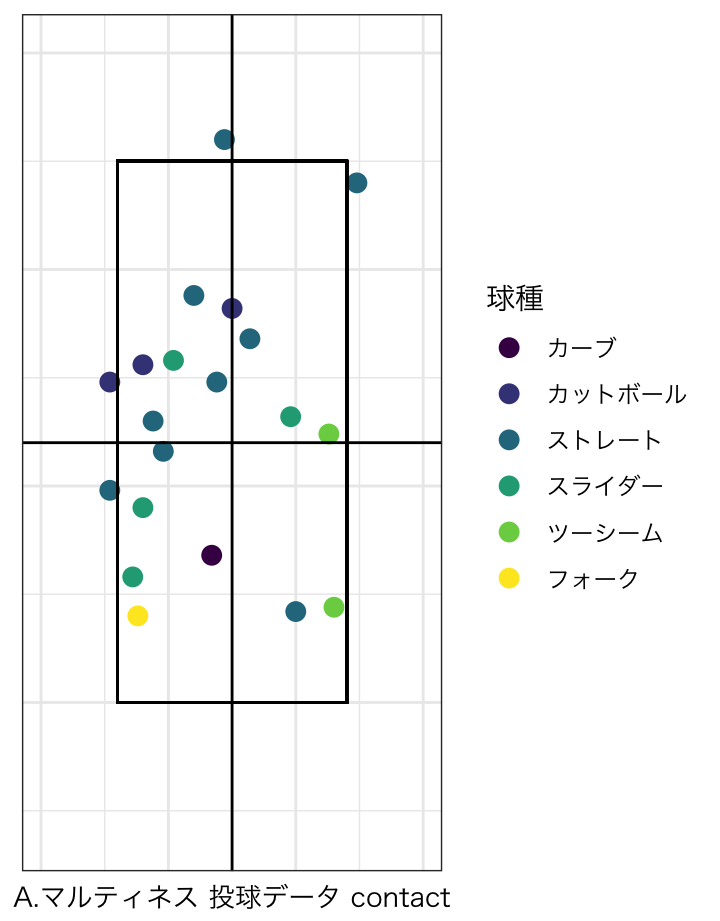 球種
カーブ
カットボール
ストレート
スライダー
ツーシーム
フォーク
A.マルティネス 投球データ contact